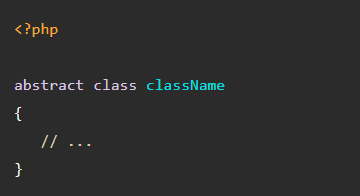 <?php
abstract class className
{
// ...
}